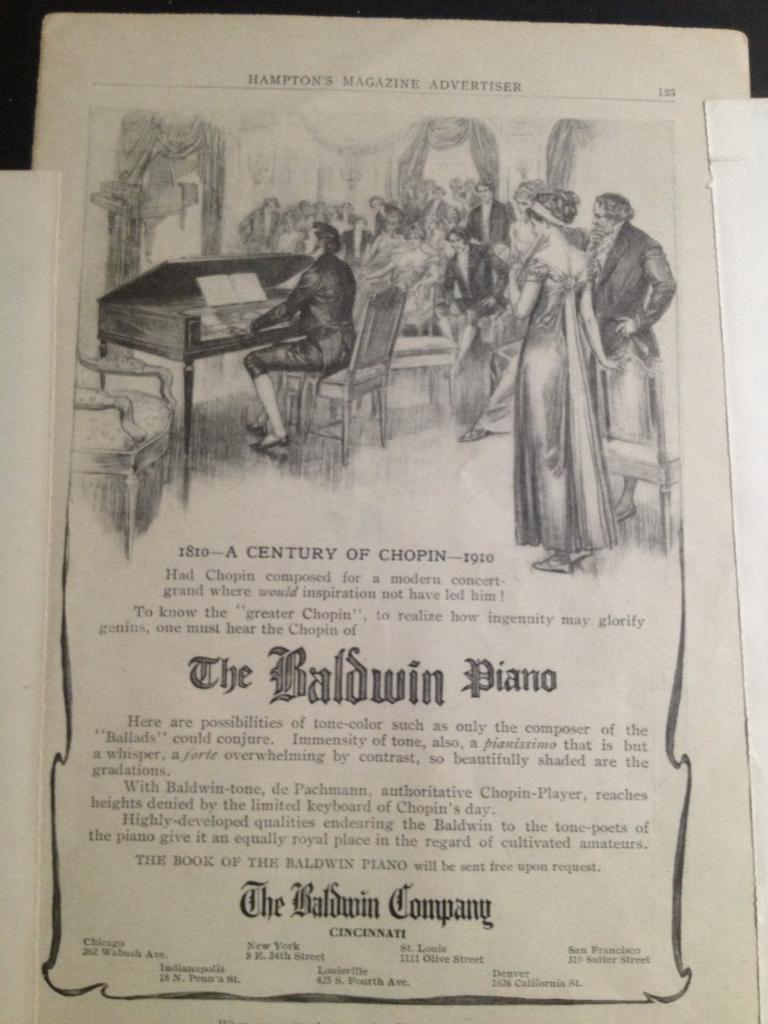 HAMPTON'S MAGAZINE ADVERTISER 125
1810—A CENTURY OF CHOPIN—1910
Had Chopin composed for a modern concert-
grand where would inspiration not have led him!
To know the "greater Chopin", to realize how ingenuity may glorify
genius, one must hear the Chopin of
The Baldwin Piano
Here are possibilities of tone-color such as only the composer of the
"Ballads" could conjure. Immensity of tone, also, a pianissimo that is but
a whisper, a forte overwhelming by contrast, so beautifully shaded are the
gradations.
With Baldwin-tone, de Pachmann, authoritative Chopin-Player, reaches
heights denied by the limited keyboard of Chopin's day.
Highly-developed qualities endearing the Baldwin to the tone-poets of
the piano give it an equally royal place in the regard of cultivated amateurs.
THE BOOK OF THE BALDWIN PIANO will be sent free upon request.
The Baldwin Company
CINCINNATI
Chicago New York St. Louis San Francisco
262 Wabash Ave. 8 E. 34th Street 1111 Olive Street 310 Sutter Street
Indianapolis Louisville Denver
18 N. Penn'a St. 425 S. Fourth Ave. 1626 California St.